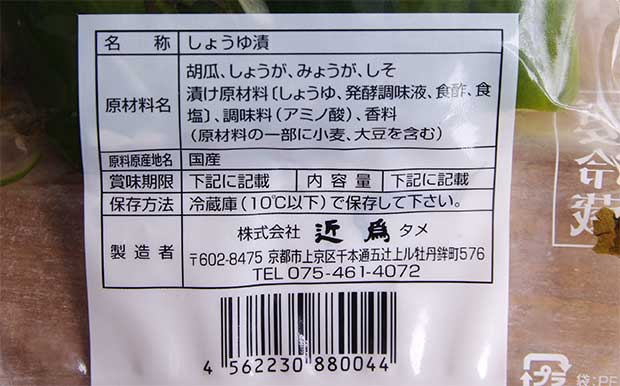 名称 しょうゆ漬
原材料名 胡瓜、しょうが、みょうが、しそ
漬け原材料〔しょうゆ、発酵調味液、食酢、食
塩〕、調味料（アミノ酸）、香料
（原材料の一部に小麦、大豆を含む）
原料原産地名 国産
賞味期限 下記に記載 内容量 下記に記載
保存方法 冷蔵庫（10℃以下）で保存して下さい。
製造者 株式会社 近為 タメ
〒602-8475 京都市上京区千本通五辻上ル牡丹鉾町576
TEL 075-461-4072
4 562230 880044
プラ 袋:PE